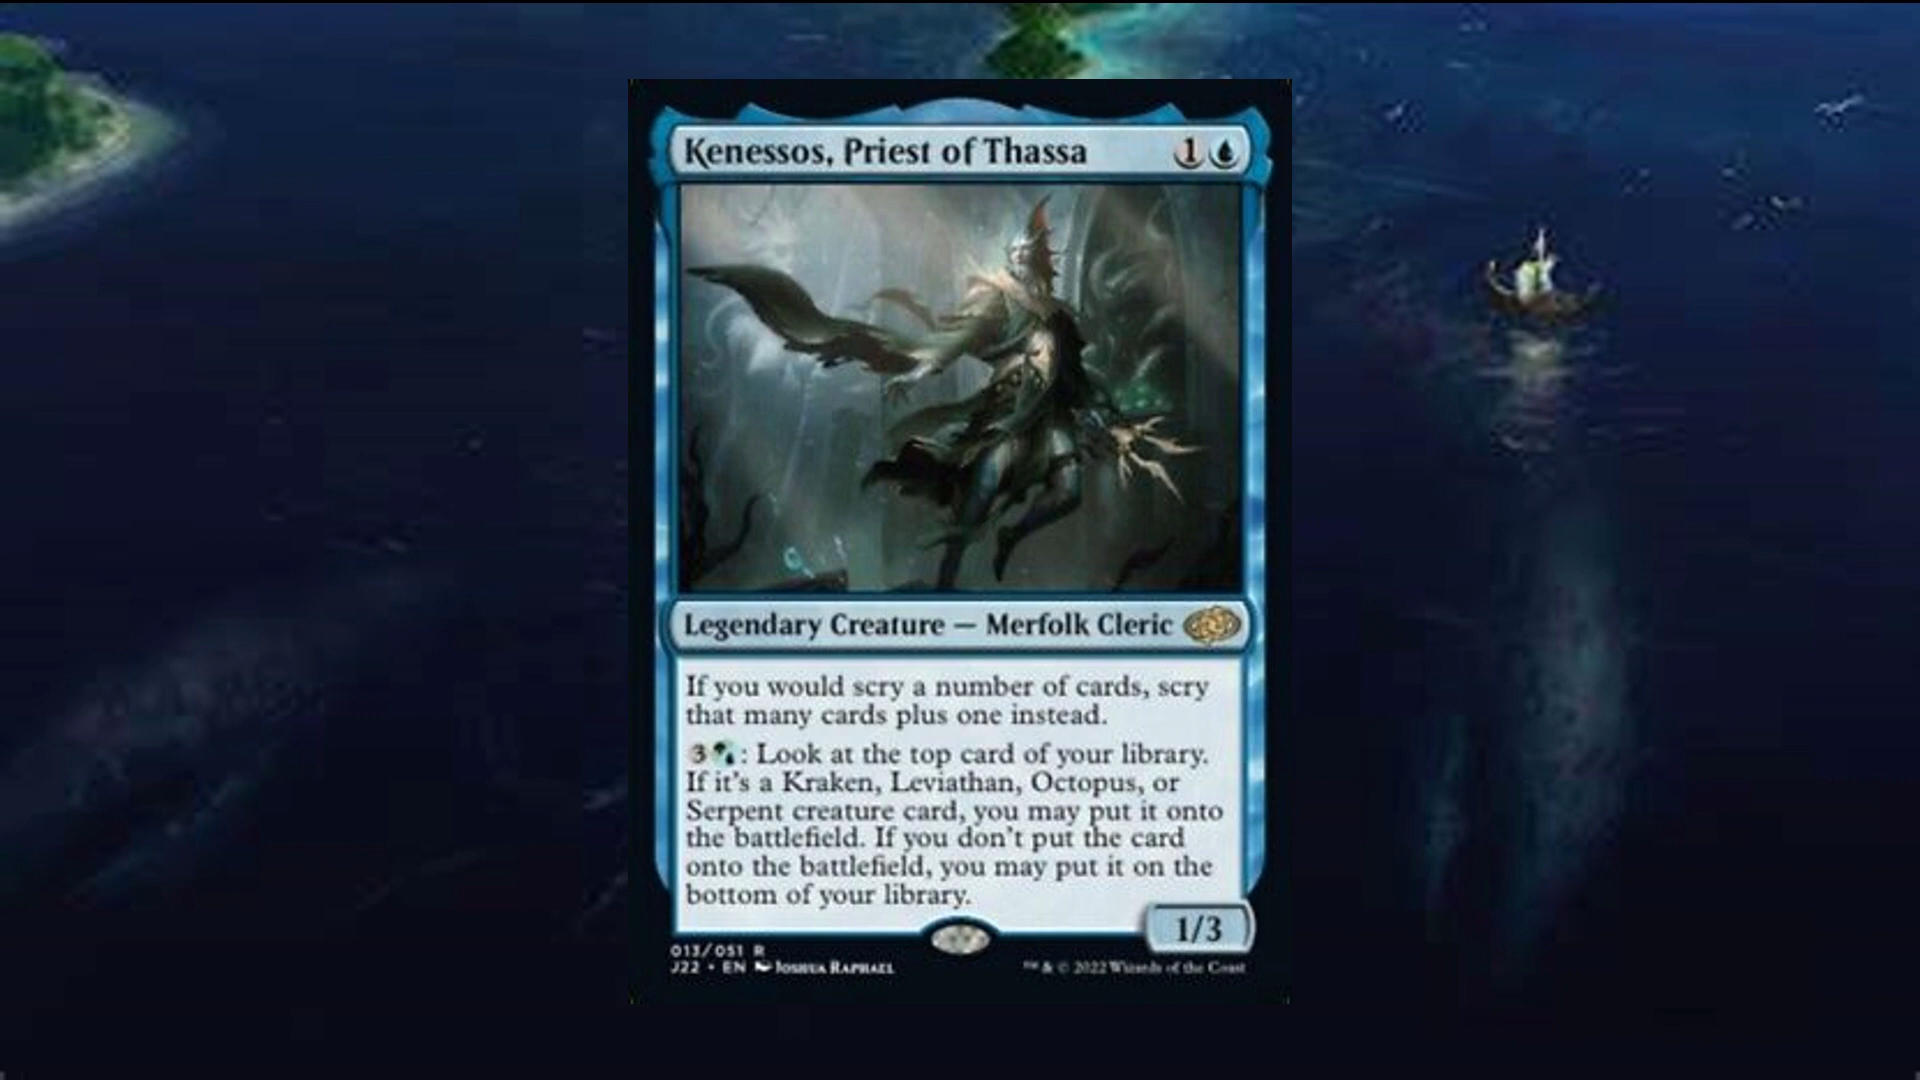 Kenessos, Priest of Thassa 1
Legendary Creature — Merfolk Cleric
If you would scry a number of cards, scry
that many cards plus one instead.
3 : Look at the top card of your library.
If it's a Kraken, Leviathan, Octopus, or
Serpent creature card, you may put it onto
the battlefield. If you don't put the card
onto the battlefield, you may put it on the
bottom of your library.
1/3
013/051 R
J22 • EN Joshua Raphael
™ & © 2022 Wizards of the Coast